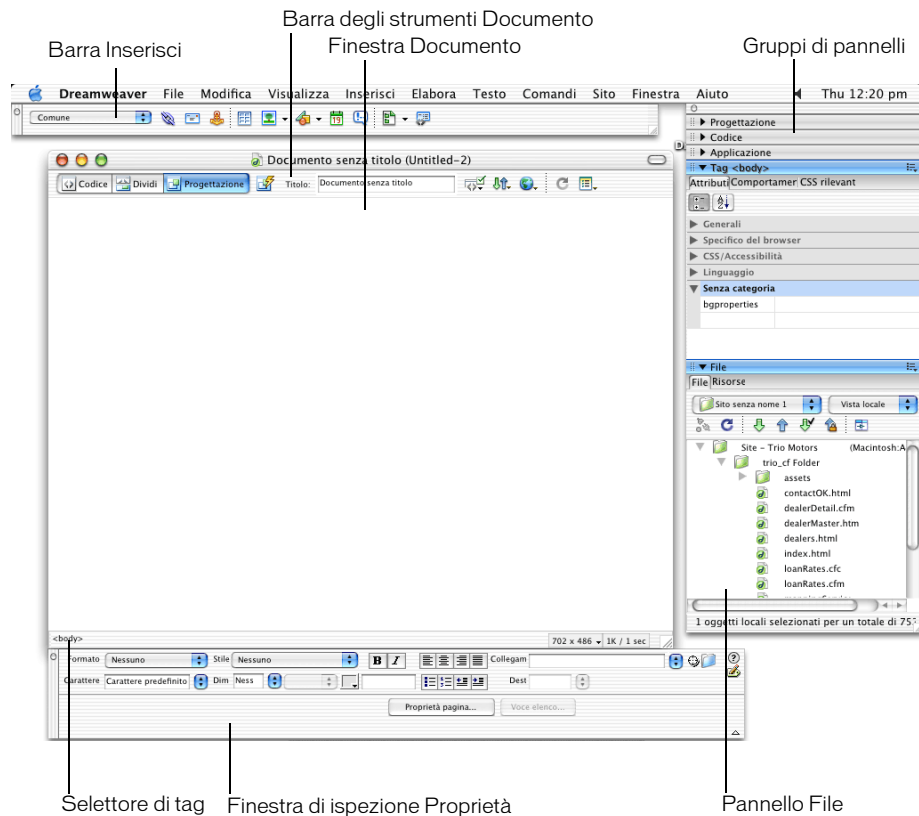 Barra degli strumenti Documento
Barra Inserisci
Finestra Documento
Gruppi di pannelli
Dreamweaver File Modifica Visualizza Inserisci Elabora Testo Comandi Sito Finestra Aiuto Thu 12:20 pm
Comune
19
Progettazione
Codice
Applicazione
Documento senza titolo (Untitled-2)
Codice Dividi Progettazione Titolo: Documento senza titolo
Tag <body>
Attributi Comportamer CSS rilevant
Generali
Specifico del browser
CSS/Accessibilità
Linguaggio
Senza categoria
bgproperties
File
File Risorse
Sito senza nome 1 Vista locale
Site – Trio Motors (Macintosh:A
trio_cf Folder
assets
contactOK.html
dealerDetail.cfm
dealerMaster.htm
dealers.html
index.html
loanRates.cfc
loanRates.cfm
1 oggetti locali selezionati per un totale di 75
<body>
702 x 486 1K / 1 sec
Formato Nessuno Stile Nessuno B I Collegam
Carattere Carattere predefinito Dim Ness Dest
Proprietà pagina... Voce elenco...
Selettore di tag
Finestra di ispezione Proprietà
Pannello File